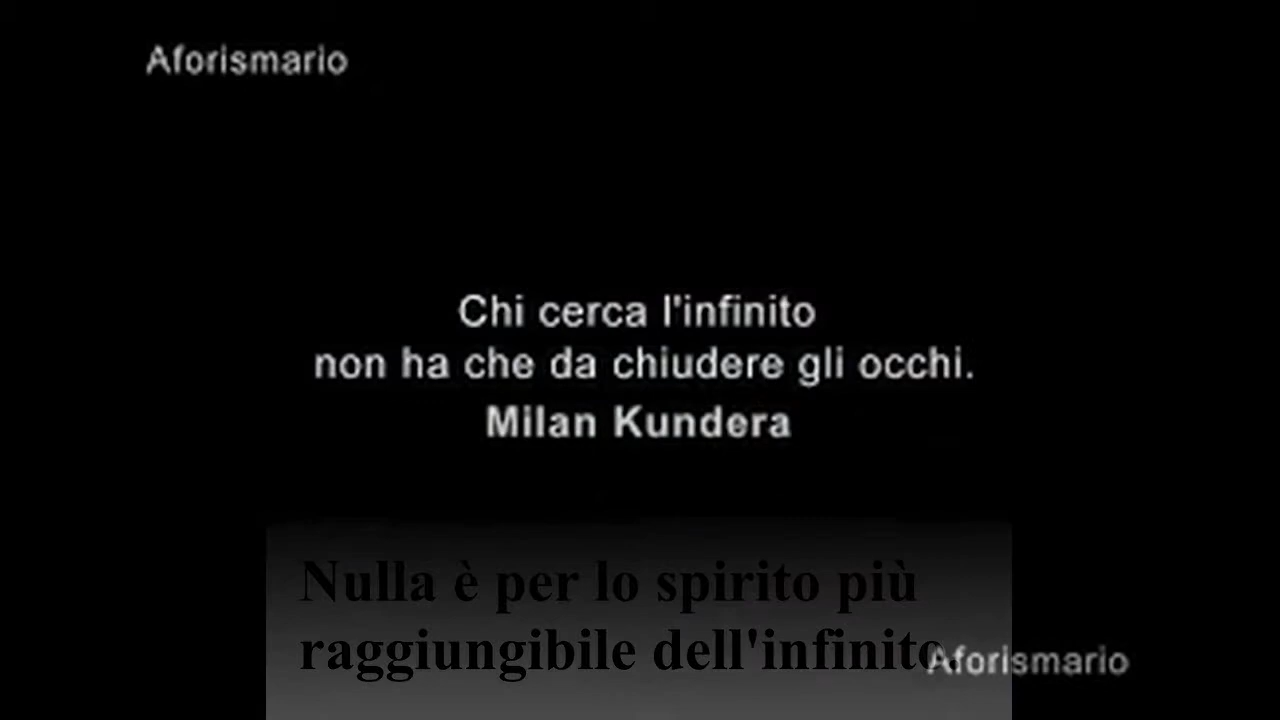 Aforismario
Chi cerca l'infinito
non ha che da chiudere gli occhi.
Milan Kundera
Nulla è per lo spirito più
raggiungibile dell'infinito.
Aforismario